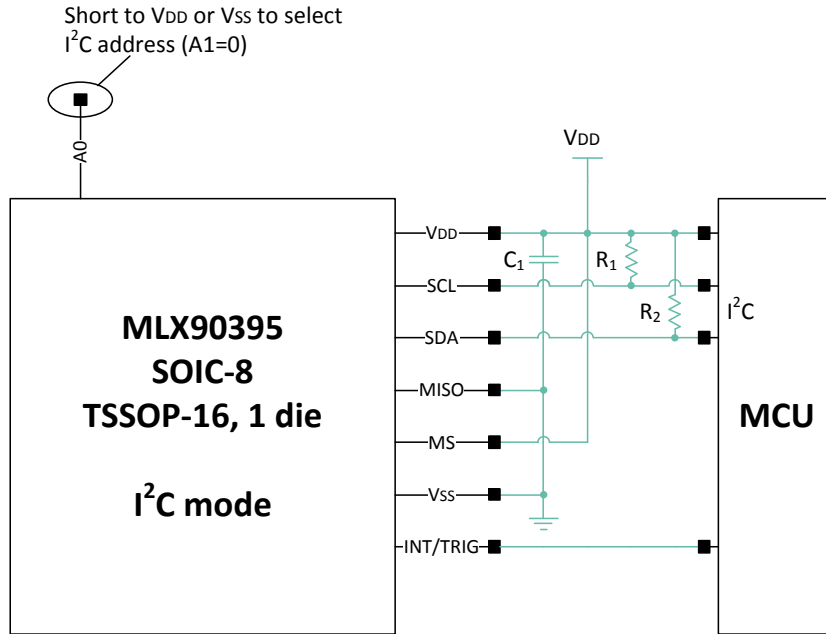 Short to VDD or VSS to select
I²C address (A1=0)
A0
VDD
VDD
C₁
R₁
SCL
R₂
I²C
MLX90395
SOIC-8
TSSOP-16, 1 die
I²C mode
SDA
MISO
MS
VSS
INT/TRIG
MCU